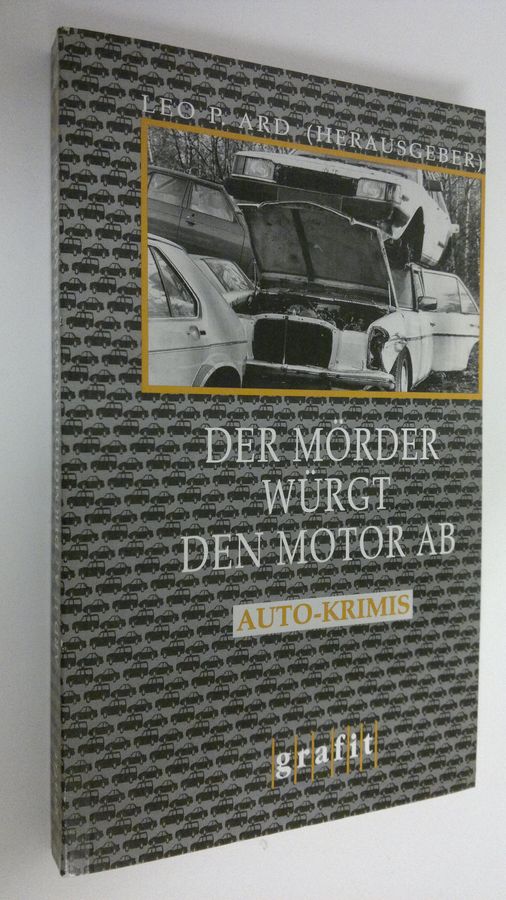 LEO P. ARD (HERAUSGEBER)
DER MÖRDER
WÜRGT
DEN MOTOR AB
AUTO-KRIMIS
grafit